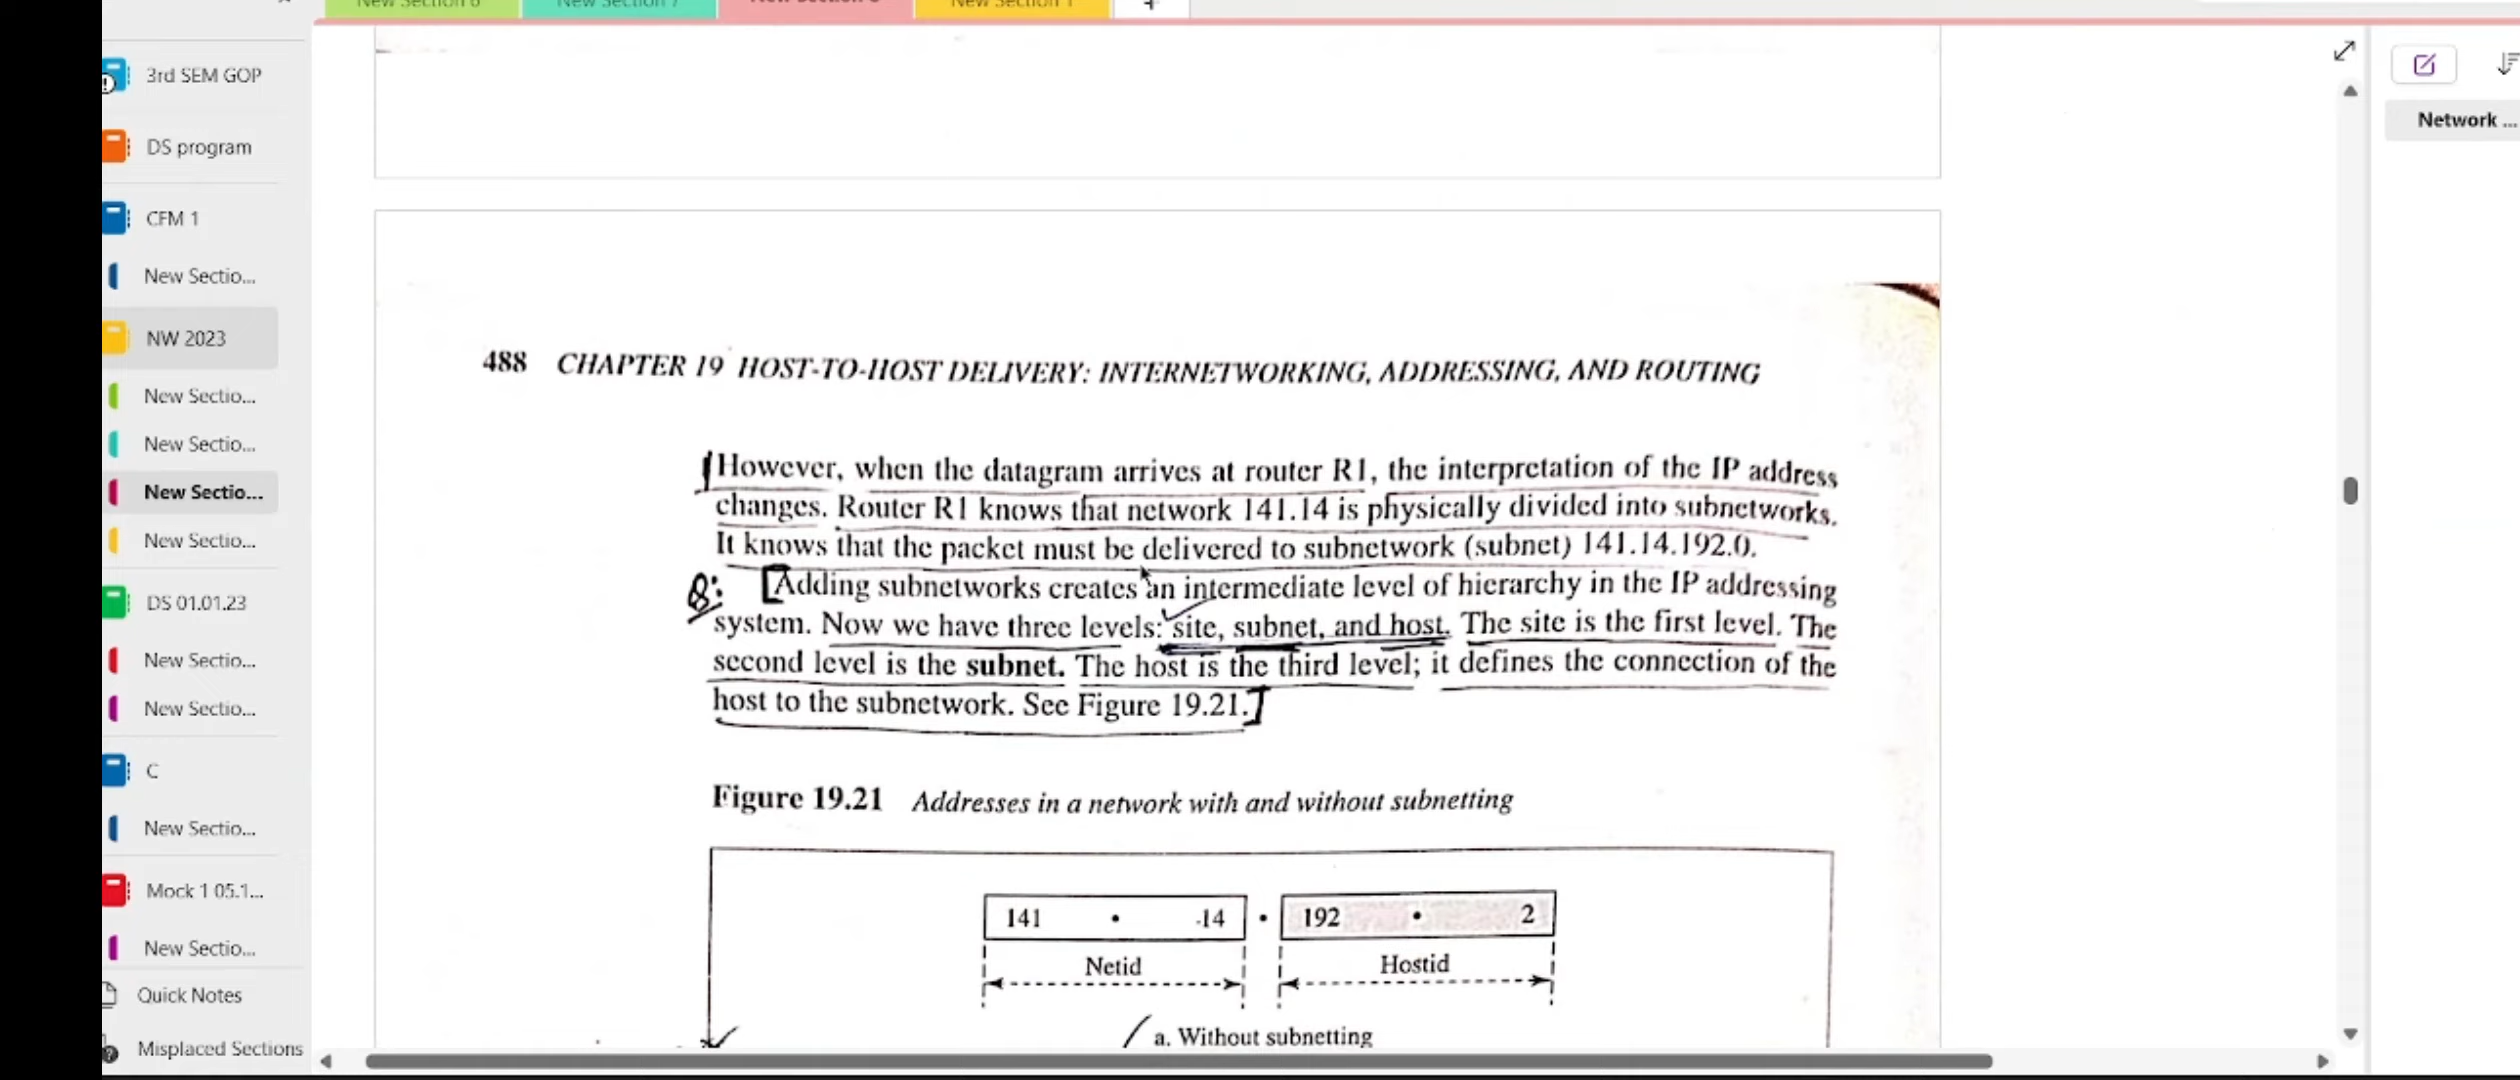 New Section 7
New Section 1
3rd SEM GOP
DS program
CFM 1
New Sectio...
NW 2023
New Sectio...
New Sectio...
New Sectio...
New Sectio...
DS 01.01.23
New Sectio...
New Sectio...
C
New Sectio...
Mock 1 05.1...
New Sectio...
Quick Notes
Misplaced Sections
488 CHAPTER 19 HOST-TO-HOST DELIVERY: INTERNETWORKING, ADDRESSING, AND ROUTING
However, when the datagram arrives at router R1, the interpretation of the IP address
changes. Router R1 knows that network 141.14 is physically divided into subnetworks.
It knows that the packet must be delivered to subnetwork (subnet) 141.14.192.0.
Adding subnetworks creates an intermediate level of hierarchy in the IP addressing
system. Now we have three levels: site, subnet, and host. The site is the first level. The
second level is the subnet. The host is the third level; it defines the connection of the
host to the subnetwork. See Figure 19.21.
Figure 19.21 Addresses in a network with and without subnetting
141 . 14 . 192 . 2
Netid Hostid
a. Without subnetting
Network ...